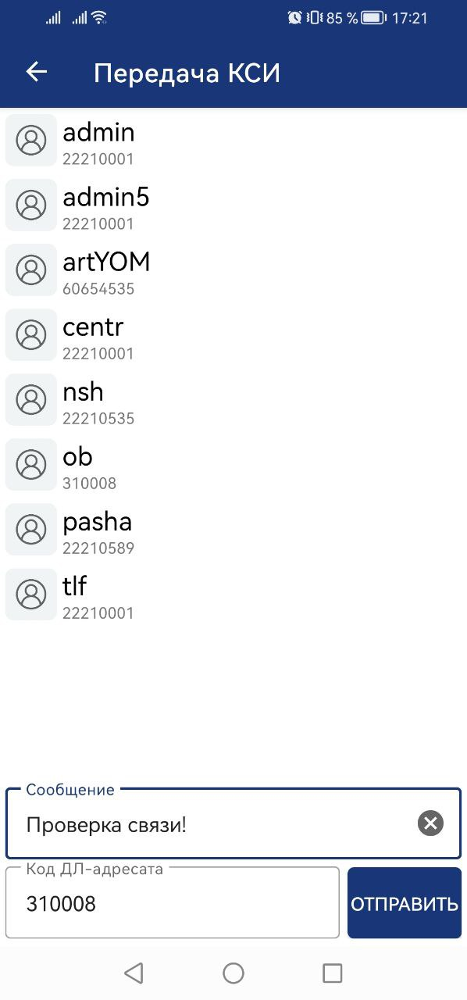 85 % 17:21
Передача КСИ
admin
22210001
admin5
22210001
artYOM
60654535
centr
22210001
nsh
22210535
ob
310008
pasha
22210589
tlf
22210001
Сообщение
Проверка связи!
Код ДЛ-адресата
310008
ОТПРАВИТЬ